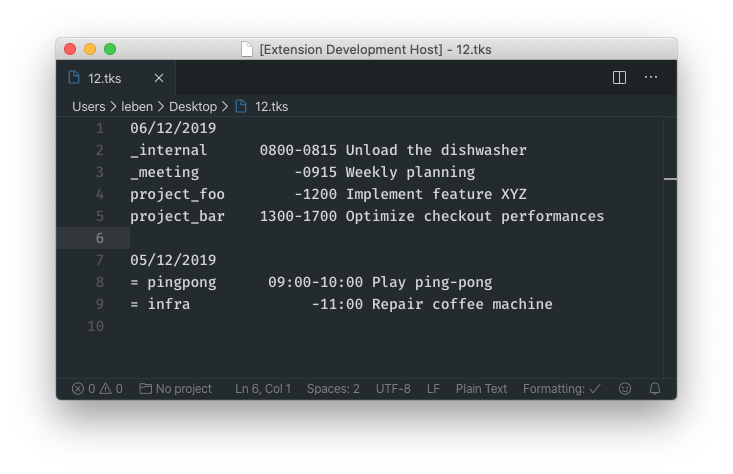 [Extension Development Host] - 12.tks
12.tks
Users > leben > Desktop > 12.tks
1 06/12/2019
2 _internal      0800-0815 Unload the dishwasher
3 _meeting           -0915 Weekly planning
4 project_foo        -1200 Implement feature XYZ
5 project_bar    1300-1700 Optimize checkout performances
6
7 05/12/2019
8 = pingpong      09:00-10:00 Play ping-pong
9 = infra              -11:00 Repair coffee machine
10
0 0 No project Ln 6, Col 1 Spaces: 2 UTF-8 LF Plain Text Formatting: ✓